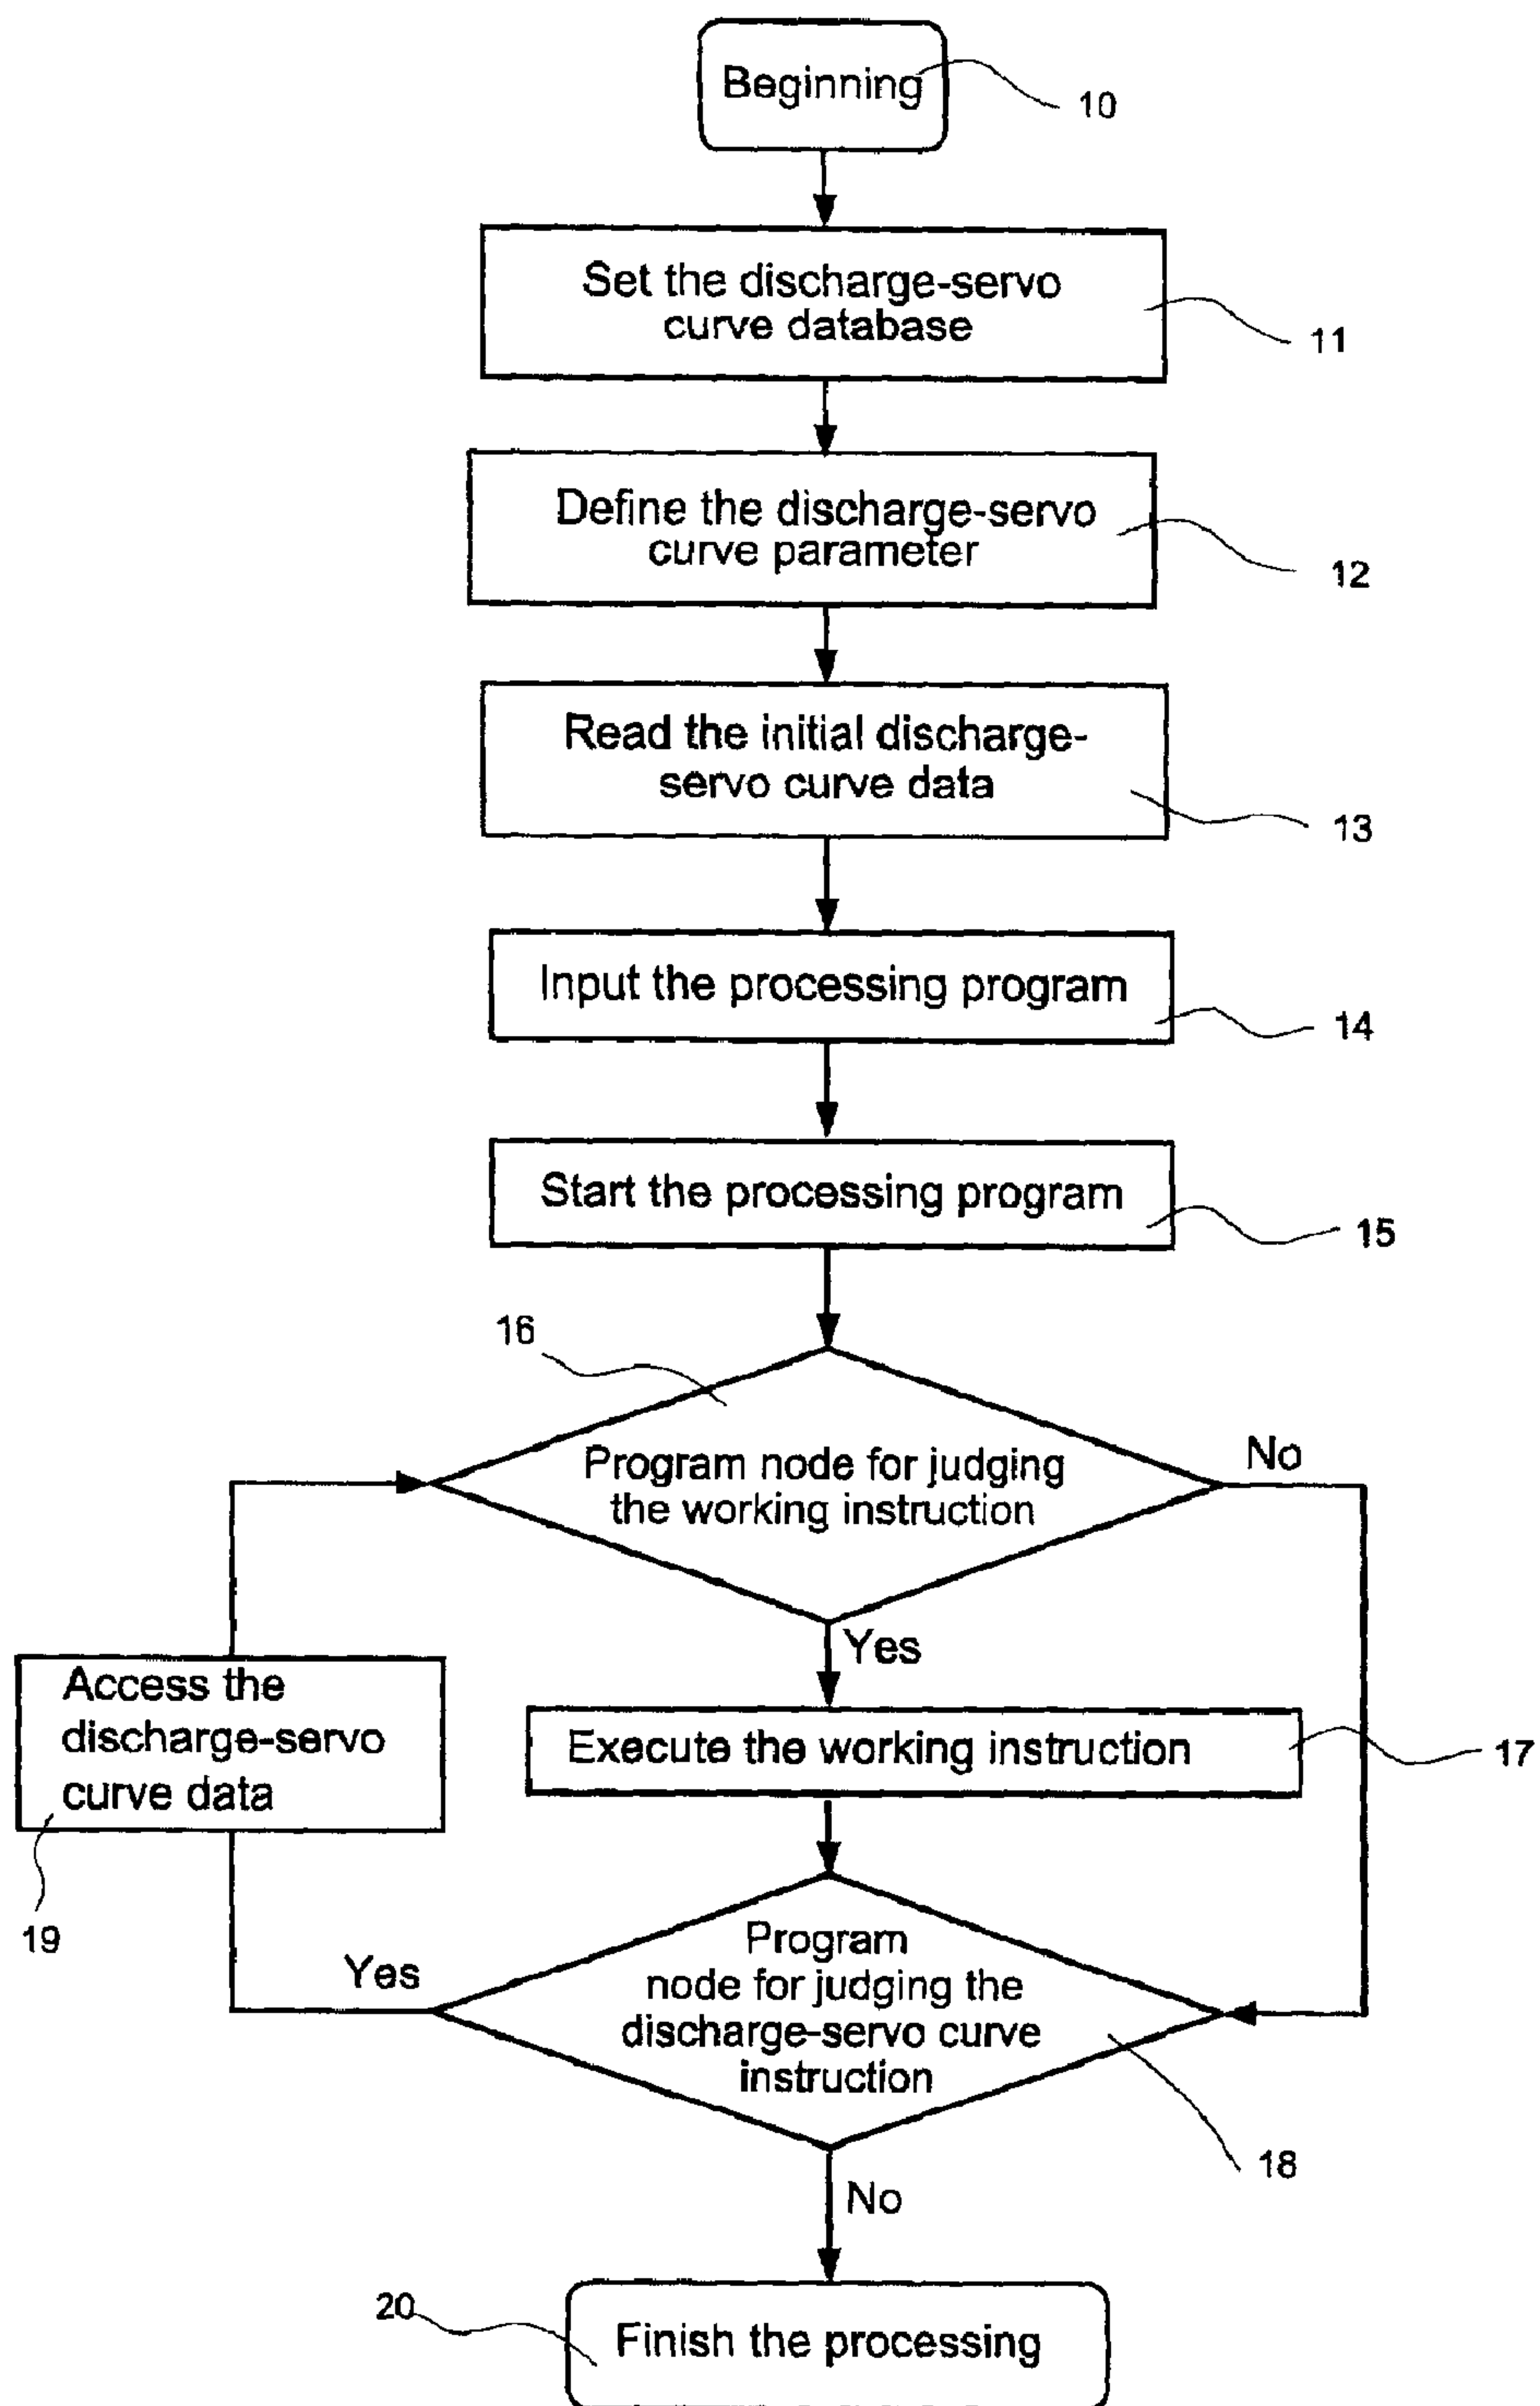 Beginning
10
Set the discharge-servo
curve database
11
Define the discharge-servo
curve parameter
12
Read the initial discharge-
servo curve data
13
Input the processing program
14
Start the processing program
15
16
Program node for judging
the working instruction
No
Yes
Access the
discharge-servo
curve data
19
Execute the working instruction
17
Yes
Program
node for judging the
discharge-servo curve
instruction
18
No
20
Finish the processing